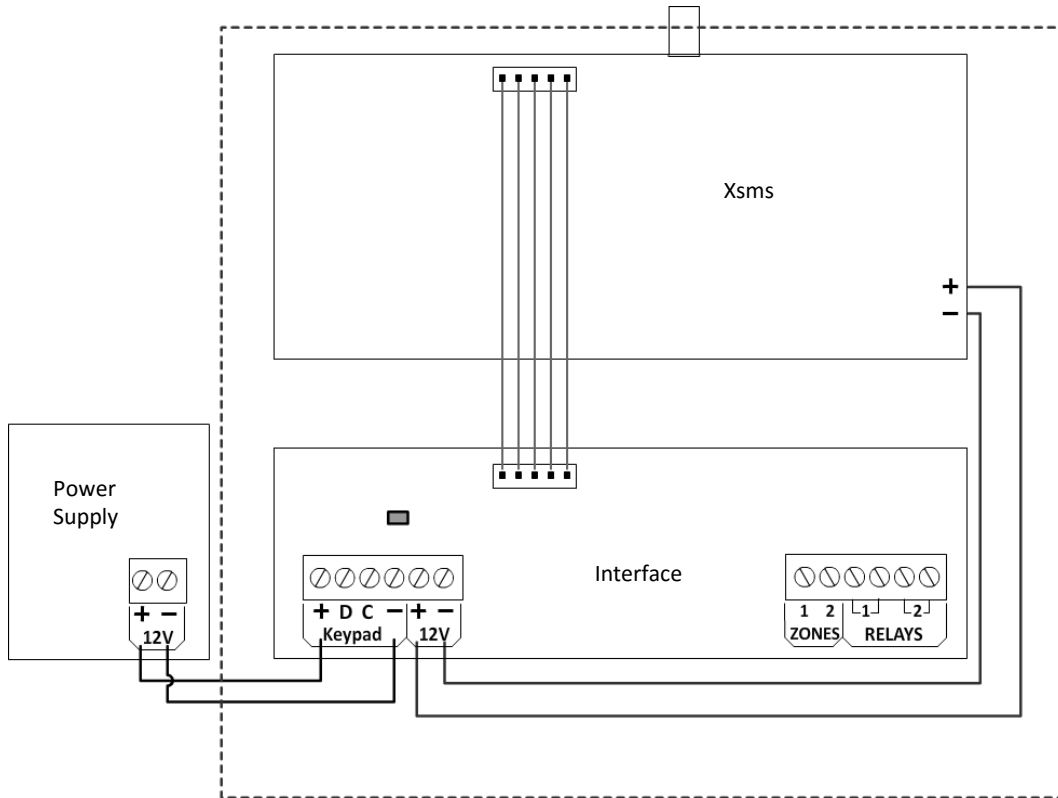 Xsms
+
−
Power
Supply
Interface
+ −
12V
+ D C − + −
Keypad 12V
1 2 1 2
ZONES RELAYS